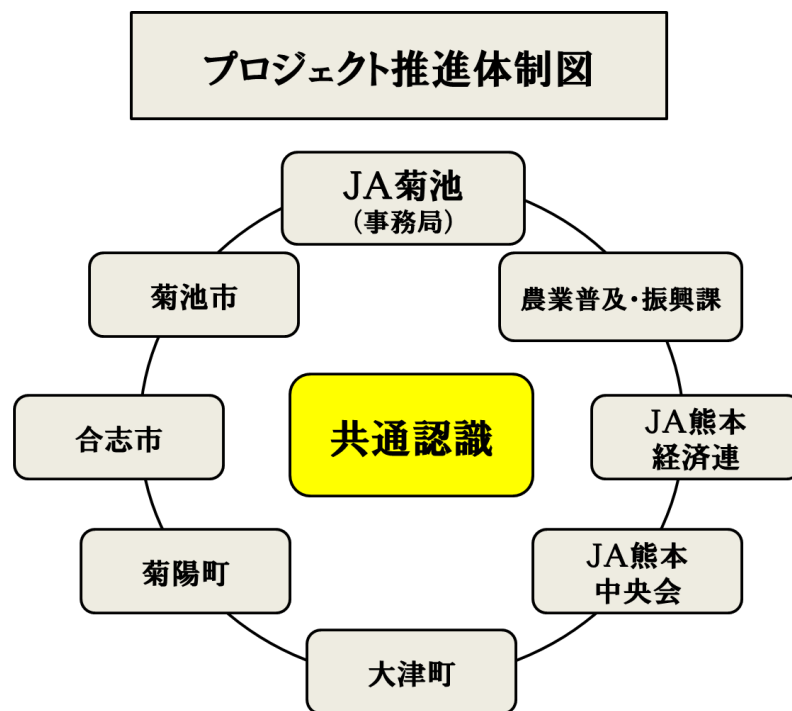 プロジェクト推進体制図
JA菊池
(事務局)
菊池市
農業普及・振興課
合志市
共通認識
JA熊本
経済連
菊陽町
JA熊本
中央会
大津町